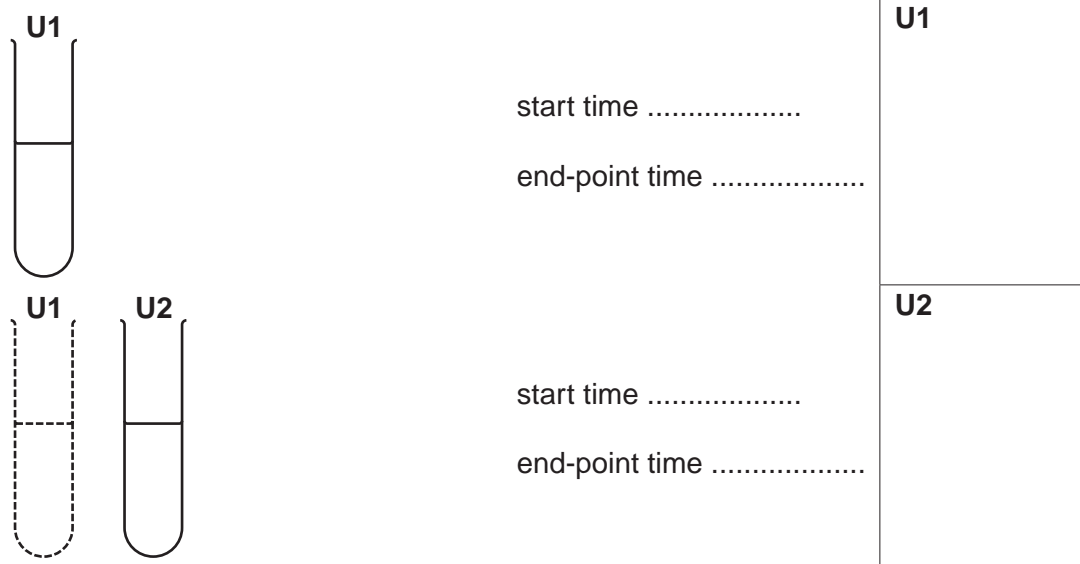 U1
U1
start time ..................
end-point time ...................
U1 U2
U2
start time ..................
end-point time ...................